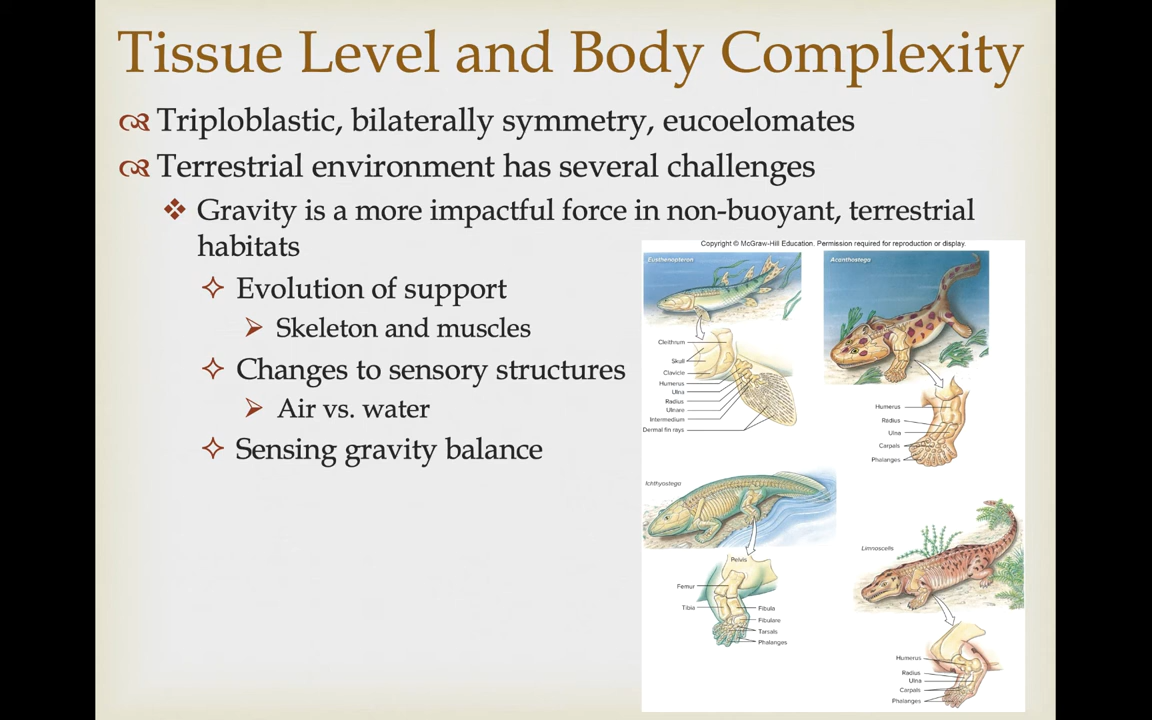 Tissue Level and Body Complexity
Triploblastic, bilaterally symmetry, eucoelomates
Terrestrial environment has several challenges
Gravity is a more impactful force in non-buoyant, terrestrial
habitats
Evolution of support
Skeleton and muscles
Changes to sensory structures
Air vs. water
Sensing gravity balance
Copyright © McGraw-Hill Education. Permission required for reproduction or display.
Eusthenopteron
Cleithrum
Skull
Clavicle
Humerus
Ulna
Radius
Ulnare
Intermedium
Dermal fin rays
Acanthostega
Humerus
Radius
Ulna
Carpals
Phalanges
Ichthyostega
Pelvis
Femur
Tibia
Fibula
Fibulare
Tarsals
Phalanges
Limnoscelis
Humerus
Radius
Ulna
Carpals
Phalanges